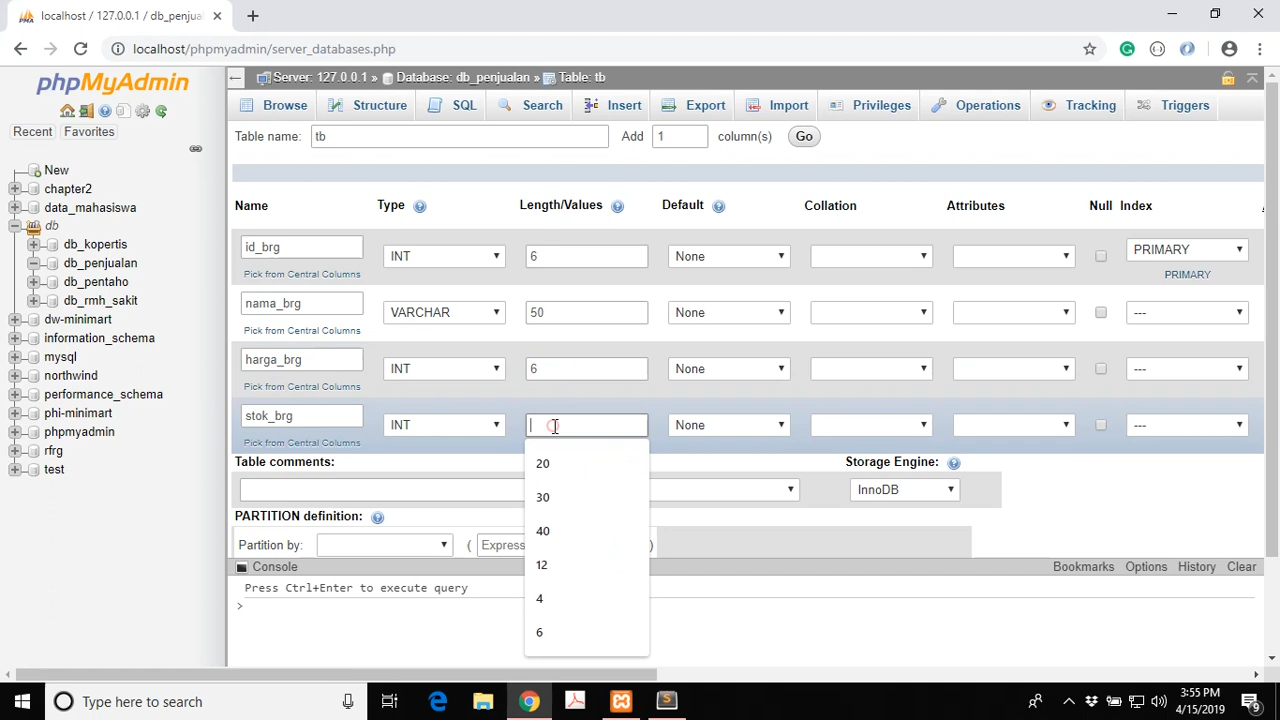 localhost / 127.0.0.1 / db_penjua
localhost/phpmyadmin/server_databases.php
phpMyAdmin
Recent
Favorites
New
chapter2
data_mahasiswa
db
db_kopertis
db_penjualan
db_pentaho
db_rmh_sakit
dw-minimart
information_schema
mysql
northwind
performance_schema
phi-minimart
phpmyadmin
rfrg
test
Server: 127.0.0.1 » Database: db_penjualan » Table: tb
Browse Structure SQL Search Insert Export Import Privileges Operations Tracking Triggers
Table name: tb Add 1 column(s) Go
Name Type Length/Values Default Collation Attributes Null Index
id_brg INT 6 None PRIMARY
Pick from Central Columns PRIMARY
nama_brg VARCHAR 50 None ---
Pick from Central Columns
harga_brg INT 6 None ---
Pick from Central Columns
stok_brg INT None ---
Pick from Central Columns
20
30
40
12
4
6
Table comments: Storage Engine:
InnoDB
PARTITION definition:
Partition by: ( Express )
Console Bookmarks Options History Clear
Press Ctrl+Enter to execute query
>
Type here to search
3:55 PM
4/15/2019
9